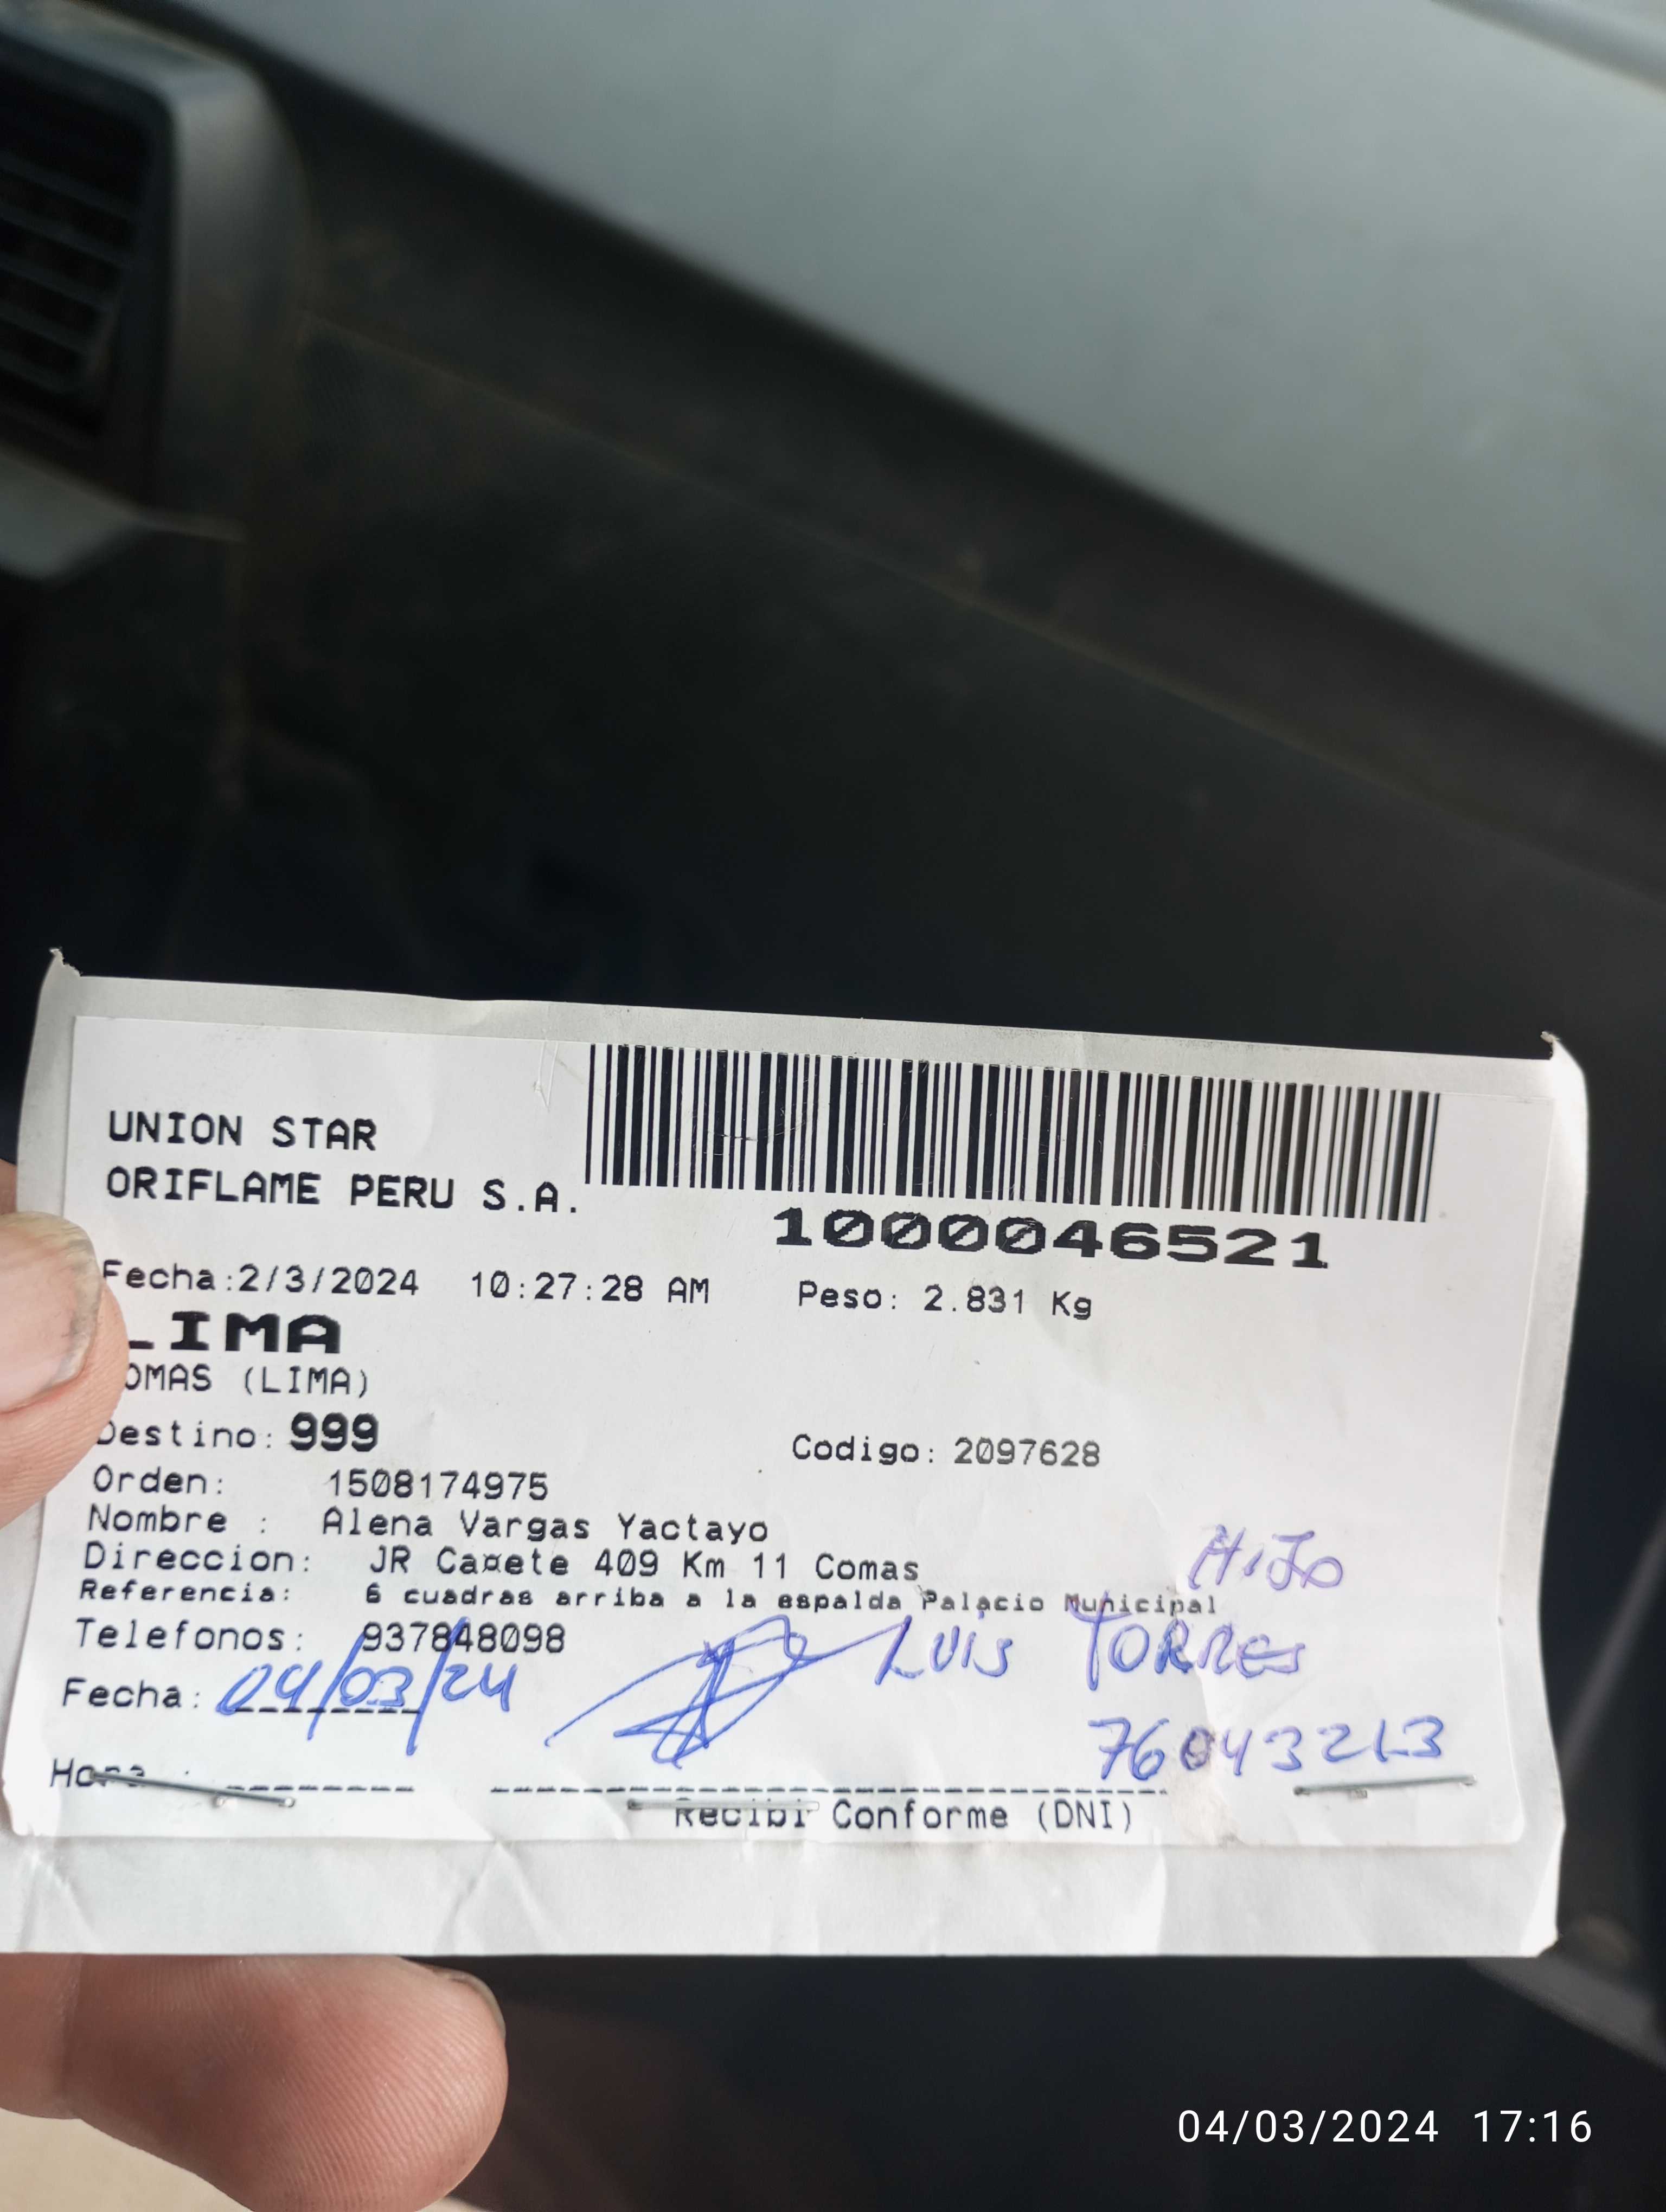 UNION STAR
ORIFLAME PERU S.A.
1000046521
Fecha:2/3/2024 10:27:28 AM Peso: 2.831 Kg
LIMA
OMAS (LIMA)
Destino: 999 Codigo: 2097628
Orden: 1508174975
Nombre : Alena Vargas Yactayo
Direccion: JR Ca¤ete 409 Km 11 Comas
HIJO
Referencia: 6 cuadras arriba a la espalda Palacio Municipal
Telefonos: 937848098
LUIS TORRES
Fecha: 04/03/24
76043213
Hora :
Recibi Conforme (DNI)
04/03/2024 17:16